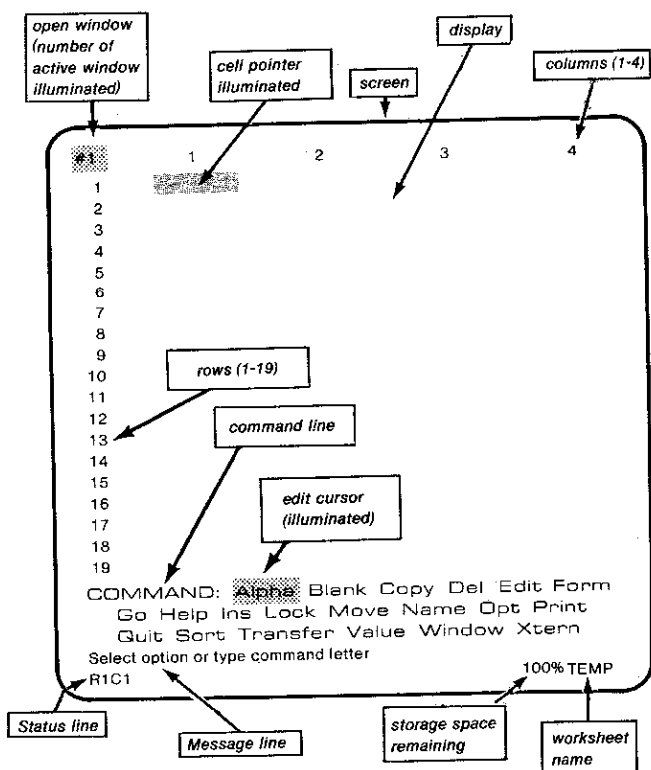 open window
(number of
active window
illuminated)
cell pointer
illuminated
screen
display
columns (1-4)
#1 1 2 3 4
1
2
3
4
5
6
7
8
9
10
rows (1-19)
11
12
13
command line
14
15
16
edit cursor
(illuminated)
17
18
19
COMMAND: Alpha Blank Copy Del Edit Form
Go Help Ins Lock Move Name Opt Print
Quit Sort Transfer Value Window Xtern
Select option or type command letter
R1C1 100% TEMP
Status line
Message line
storage space
remaining
worksheet
name